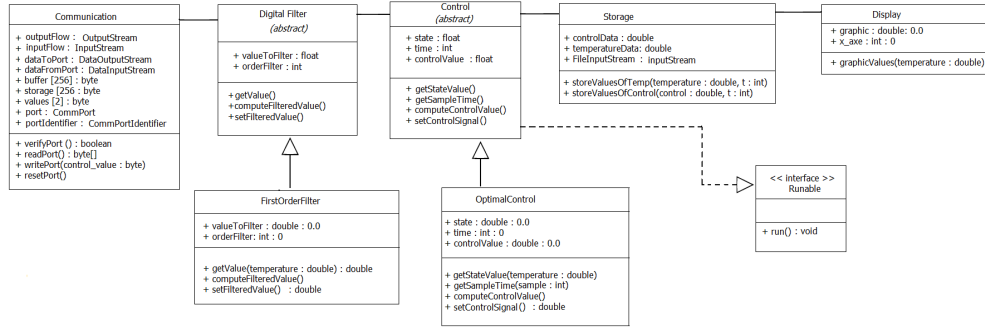 Communication
+ outputFlow : OutputStream
+ inputFlow : InputStream
+ dataToPort : DataOutputStream
+ dataFromPort : DataInputStream
+ buffer [256] : byte
+ storage [256 : byte
+ values [2] : byte
+ port : CommPort
+ portIdentifier : CommPortIdentifier
+ verifyPort () : boolean
+ readPort() : byte[]
+ writePort(control_value : byte)
+ resetPort()
Digital Filter
(abstract)
+ valueToFilter : float
+ orderFilter : int
+getValue()
+computeFilteredValue()
+setFilteredValue()
Control
(abstract)
+ state : float
+ time : int
+ controlValue : float
+ getStateValue()
+ getSampleTime()
+ computeControlValue()
+ setControlSignal()
Storage
+ controlData : double
+ temperatureData: double
+ FileInputStream : inputStream
+ storeValuesOfTemp(temperature : double, t : int)
+ storeValuesOfControl(control : double, t : int)
Display
+ graphic : double: 0.0
+ x_axe : int : 0
+ graphicValues(temperature : double)
FirstOrderFilter
+ valueToFilter : double : 0.0
+ orderFilter: int : 0
+ getValue(temperature : double) : double
+ computeFilteredValue()
+ setFilteredValue() : double
OptimalControl
+ state : double : 0.0
+ time : int : 0
+ controlValue : double : 0.0
+ getStateValue(temperature : double)
+ getSampleTime(sample : int)
+ computeControlValue()
+ setControlSignal() : double
<< interface >>
Runable
+ run() : void